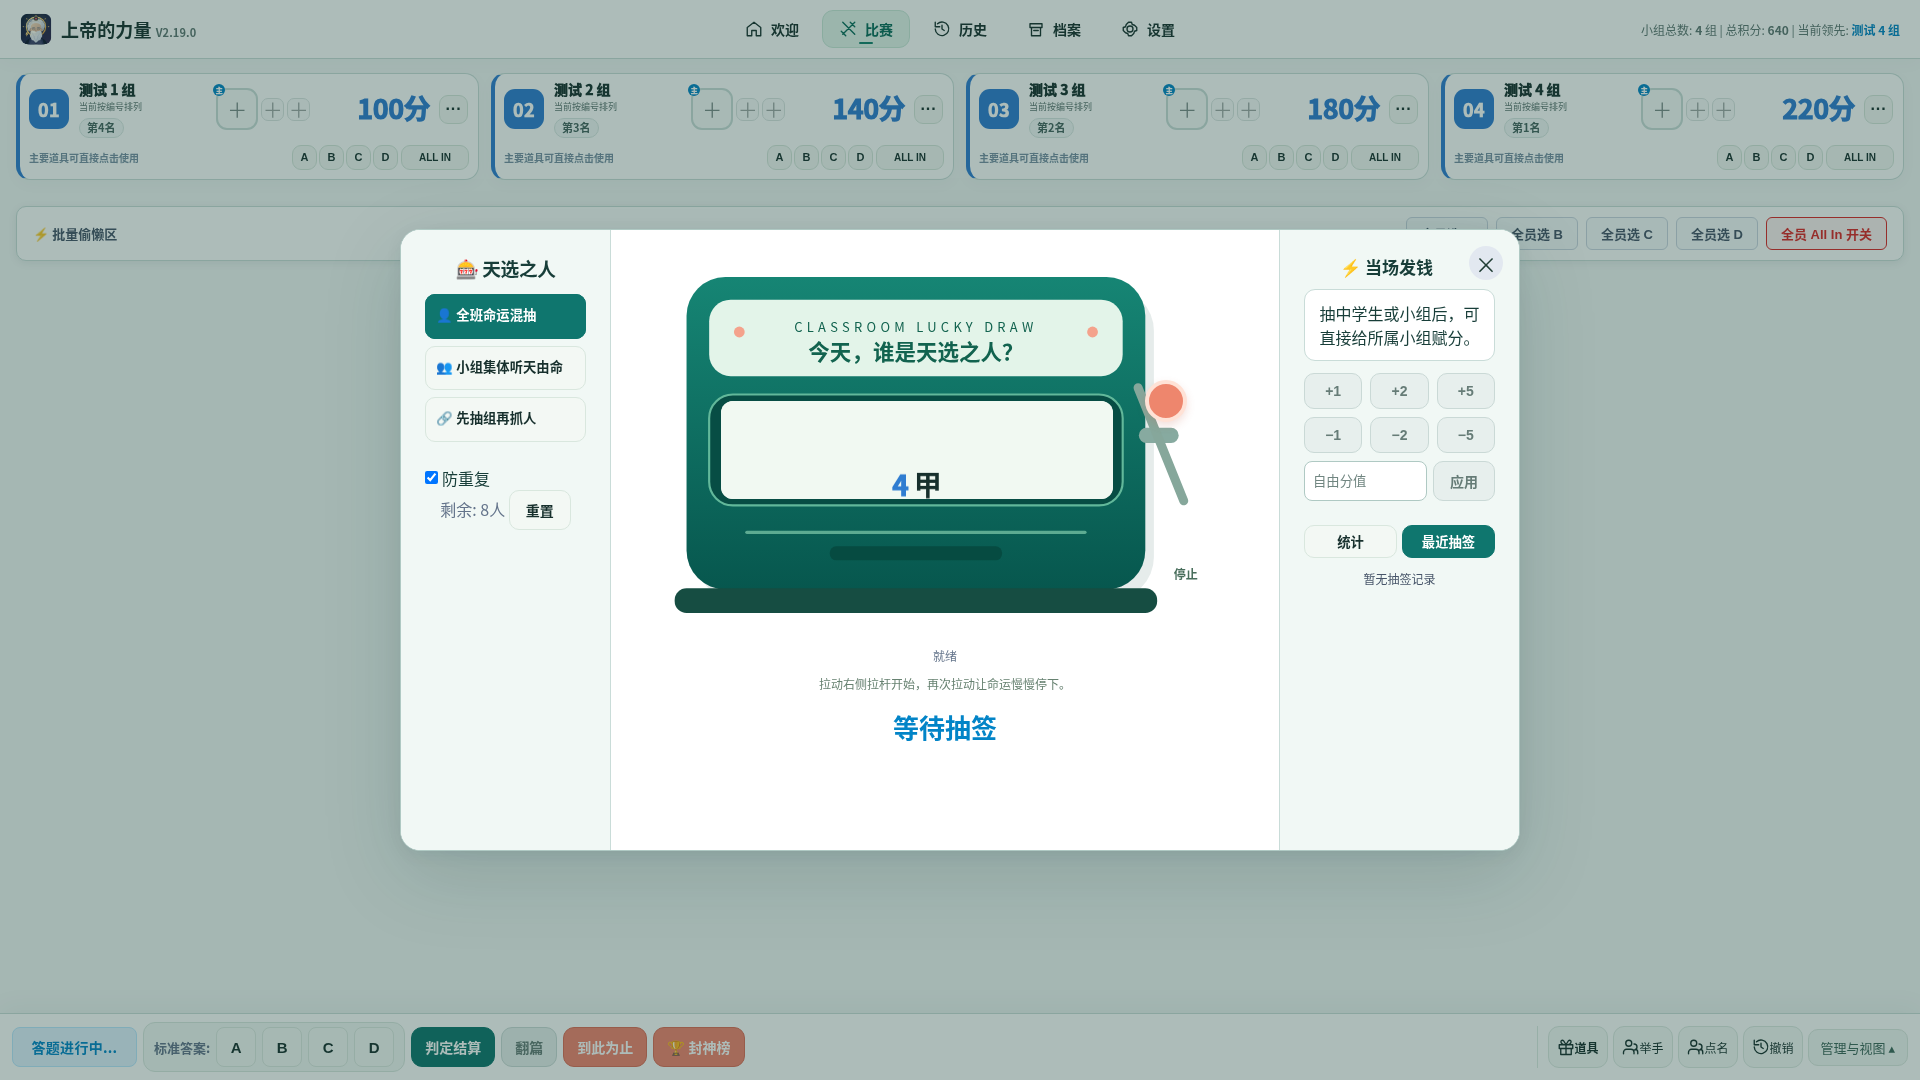 上帝的力量 V2.19.0
欢迎
比赛
历史
档案
设置
小组总数: 4 组 | 总积分: 640 | 当前领先: 测试 4 组
01
测试 1 组
当前按编号排列
第4名
主
100分
...
主要道具可直接点击使用
A B C D ALL IN
02
测试 2 组
当前按编号排列
第3名
主
140分
...
主要道具可直接点击使用
A B C D ALL IN
03
测试 3 组
当前按编号排列
第2名
主
180分
...
主要道具可直接点击使用
A B C D ALL IN
04
测试 4 组
当前按编号排列
第1名
主
220分
...
主要道具可直接点击使用
A B C D ALL IN
⚡ 批量偷懒区
全员选 B
全员选 C
全员选 D
全员 All In 开关
🎰 天选之人
👤 全班命运混抽
👥 小组集体听天由命
🔗 先抽组再抓人
防重复
剩余: 8人
重置
CLASSROOM LUCKY DRAW
今天，谁是天选之人？
4 甲
停止
就绪
拉动右侧拉杆开始，再次拉动让命运慢慢停下。
等待抽签
⚡ 当场发钱
抽中学生或小组后，可
直接给所属小组赋分。
+1 +2 +5
−1 −2 −5
自由分值
应用
统计
最近抽签
暂无抽签记录
答题进行中...
标准答案:
A B C D
判定结算
翻篇
到此为止
🏆 封神榜
道具
举手
点名
撤销
管理与视图 ▴